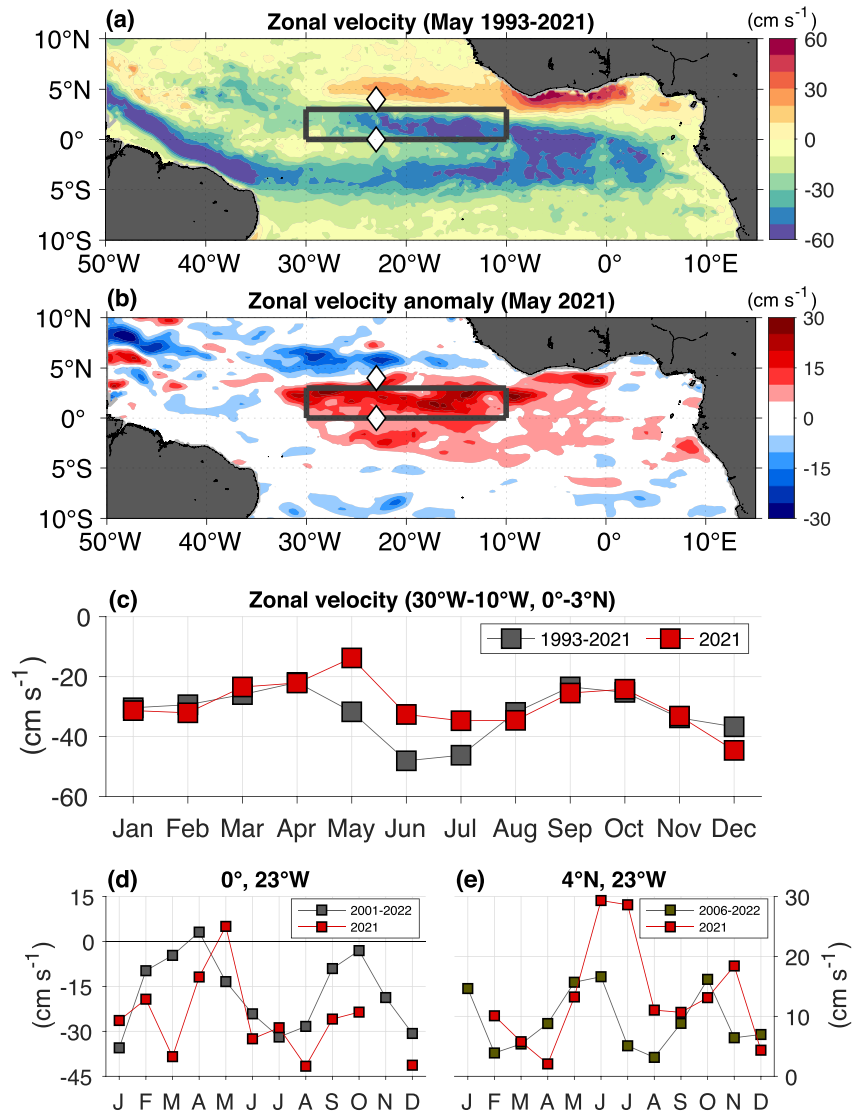 (a) Zonal velocity (May 1993-2021) (cm s⁻¹)
10°N 60
5°N 30
0° 0
5°S -30
10°S -60
50°W 40°W 30°W 20°W 10°W 0° 10°E
(b) Zonal velocity anomaly (May 2021) (cm s⁻¹)
10°N 30
5°N 15
0° 0
5°S -15
10°S -30
50°W 40°W 30°W 20°W 10°W 0° 10°E
(c) Zonal velocity (30°W-10°W, 0°-3°N)
0
1993-2021 2021
-20
-40
-60
(cm s⁻¹)
Jan Feb Mar Apr May Jun Jul Aug Sep Oct Nov Dec
(d) 0°, 23°W
15
2001-2022
2021
0
-15
-30
-45
(cm s⁻¹)
J F M A M J J A S O N D
(e) 4°N, 23°W
30
2006-2022
2021
20
10
0
(cm s⁻¹)
J F M A M J J A S O N D